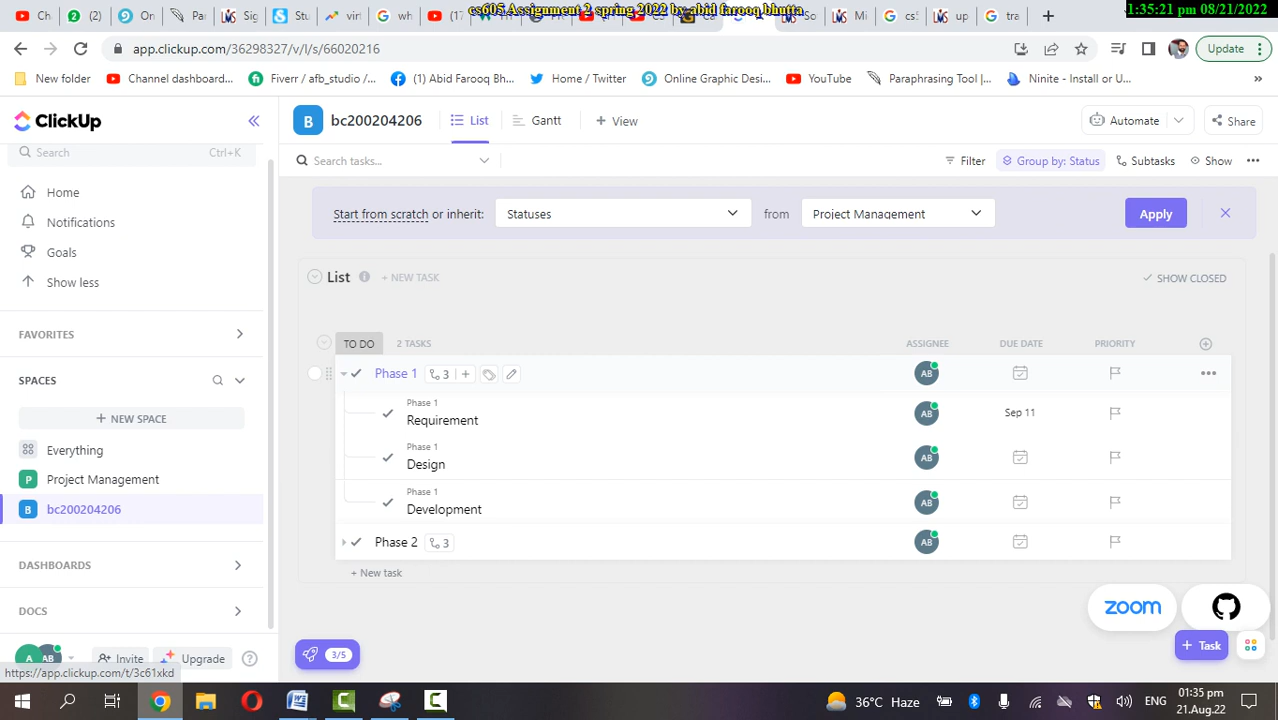 cs605 Assignment 2 spring 2022 by abid farooq bhutta
1:35:21 pm 08/21/2022
app.clickup.com/36298327/v/l/s/66020216
Update
New folder
Channel dashboard...
Fiverr / afb_studio /...
(1) Abid Farooq Bh...
Home / Twitter
Online Graphic Desi...
YouTube
Paraphrasing Tool |...
Ninite - Install or U...
»
ClickUp
«
B bc200204206
List
Gantt
+ View
Automate
Share
Search
Ctrl+K
Search tasks...
Filter
Group by: Status
Subtasks
Show
Home
Notifications
Goals
Show less
FAVORITES
SPACES
+ NEW SPACE
Everything
P Project Management
B bc200204206
DASHBOARDS
DOCS
A AB
Invite
Upgrade
https://app.clickup.com/t/3c61xkd
Start from scratch or inherit:
Statuses
from
Project Management
Apply
List
+ NEW TASK
SHOW CLOSED
TO DO
2 TASKS
ASSIGNEE
DUE DATE
PRIORITY
Phase 1
3
AB
Phase 1
Requirement
AB
Sep 11
Phase 1
Design
AB
Phase 1
Development
AB
Phase 2
3
AB
+ New task
zoom
3/5
+ Task
36°C Haze
ENG
01:35 pm
21.Aug.22